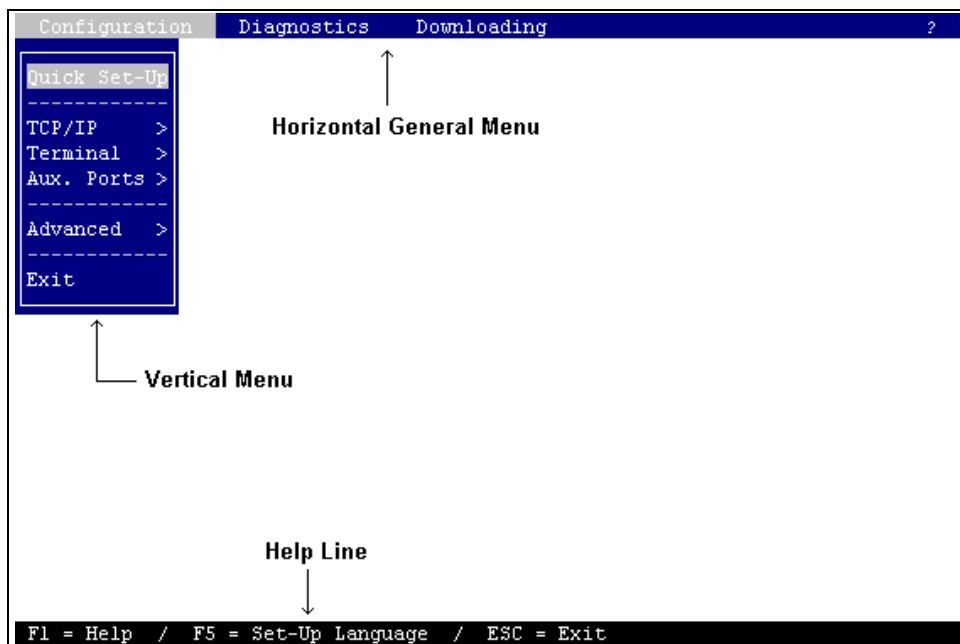 Configuration Diagnostics Downloading ?
Quick Set-Up
------------
TCP/IP >
Terminal >
Aux. Ports >
------------
Advanced >
------------
Exit
Horizontal General Menu
Vertical Menu
Help Line
F1 = Help / F5 = Set-Up Language / ESC = Exit